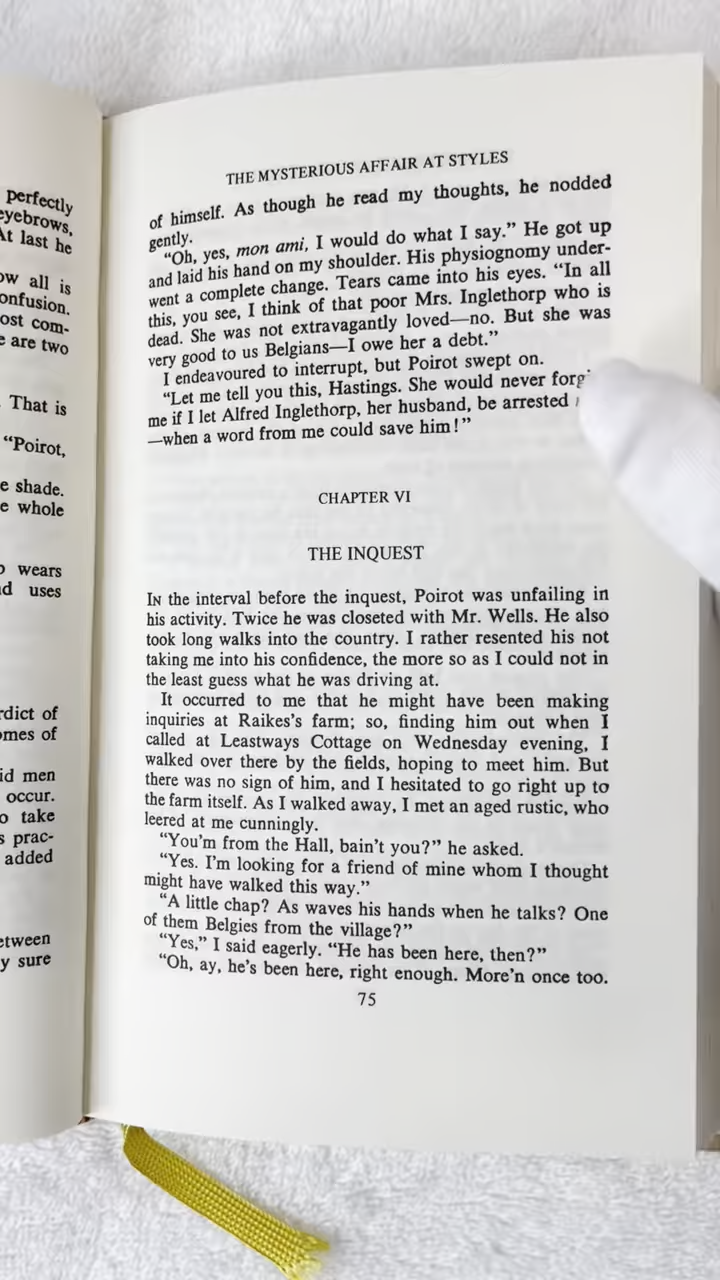 perfectly
eyebrows,
At last he
ow all is
onfusion.
ost com-
e are two
That is
“Poirot,
e shade.
e whole
o wears
d uses
rdict of
omes of
id men
occur.
o take
s prac-
added
etween
y sure
THE MYSTERIOUS AFFAIR AT STYLES
of himself. As though he read my thoughts, he nodded
gently.
“Oh, yes, mon ami, I would do what I say.” He got up
and laid his hand on my shoulder. His physiognomy under-
went a complete change. Tears came into his eyes. “In all
this, you see, I think of that poor Mrs. Inglethorp who is
dead. She was not extravagantly loved—no. But she was
very good to us Belgians—I owe her a debt.”
I endeavoured to interrupt, but Poirot swept on.
“Let me tell you this, Hastings. She would never forg
me if I let Alfred Inglethorp, her husband, be arrested
—when a word from me could save him!”
CHAPTER VI
THE INQUEST
IN the interval before the inquest, Poirot was unfailing in
his activity. Twice he was closeted with Mr. Wells. He also
took long walks into the country. I rather resented his not
taking me into his confidence, the more so as I could not in
the least guess what he was driving at.
It occurred to me that he might have been making
inquiries at Raikes’s farm; so, finding him out when I
called at Leastways Cottage on Wednesday evening, I
walked over there by the fields, hoping to meet him. But
there was no sign of him, and I hesitated to go right up to
the farm itself. As I walked away, I met an aged rustic, who
leered at me cunningly.
“You’m from the Hall, bain’t you?” he asked.
“Yes. I’m looking for a friend of mine whom I thought
might have walked this way.”
“A little chap? As waves his hands when he talks? One
of them Belgies from the village?”
“Yes,” I said eagerly. “He has been here, then?”
“Oh, ay, he’s been here, right enough. More’n once too.
75